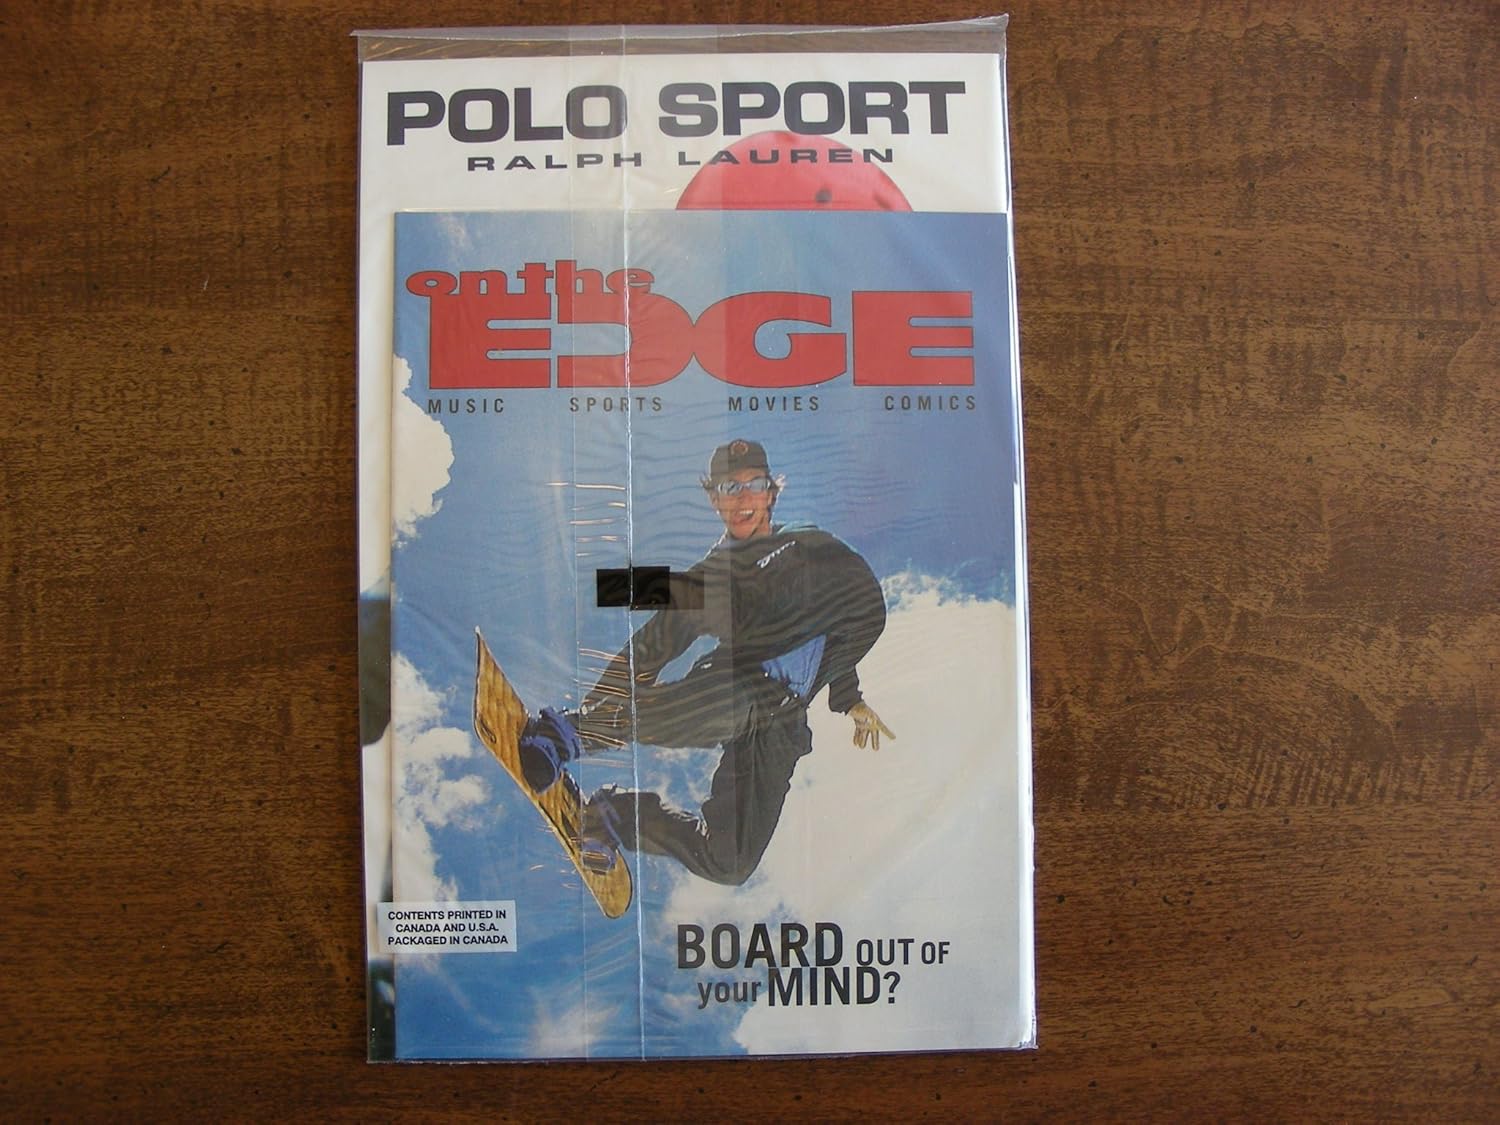 POLO SPORT
RALPH LAUREN
on the
EDGE
MUSIC SPORTS MOVIES COMICS
CONTENTS PRINTED IN
CANADA AND U.S.A.
PACKAGED IN CANADA
BOARD OUT OF
your MIND?